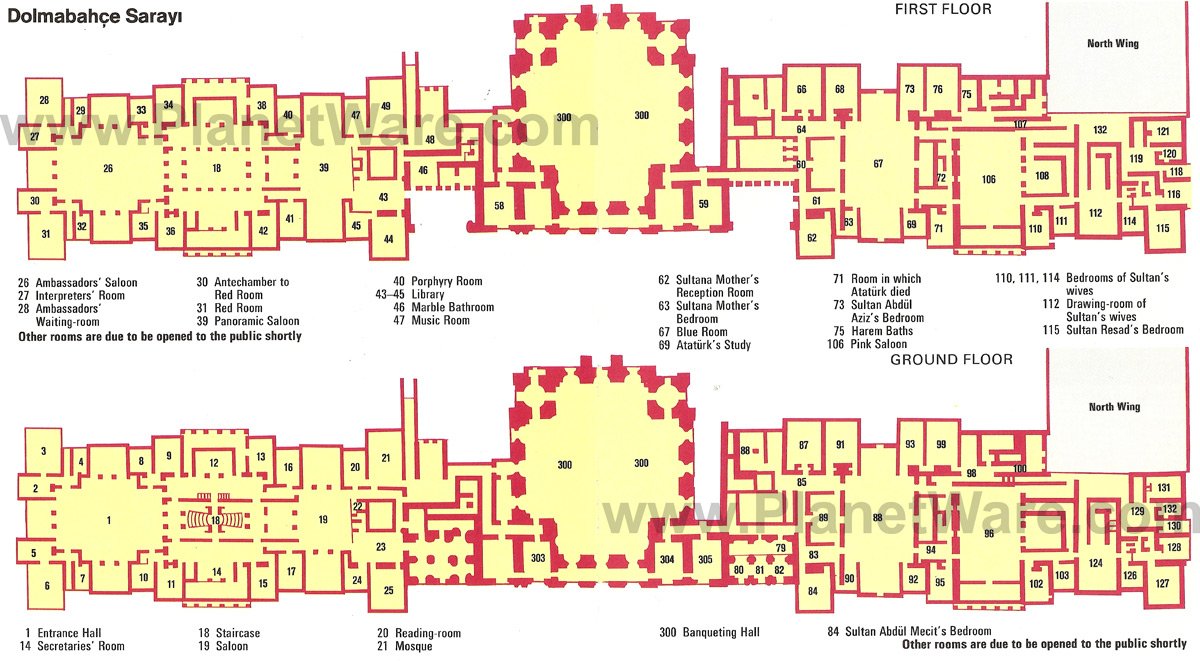 Dolmabahçe Sarayı
FIRST FLOOR
North Wing
28 29 33 34 38 40 47 49
66 68 73 76 75
27 48 300 300 64 107 132 121
26 18 39 60 67 72 106 108 119 120
46 43 61 118
30 58 59 116
31 32 35 36 42 41 45 44
62 63 69 71 110 111 112 114 115
www.PlanetWare.com
26 Ambassadors' Saloon
27 Interpreters' Room
28 Ambassadors'
Waiting-room
30 Antechamber to
Red Room
31 Red Room
39 Panoramic Saloon
40 Porphyry Room
43–45 Library
46 Marble Bathroom
47 Music Room
Other rooms are due to be opened to the public shortly
62 Sultana Mother's
Reception Room
63 Sultana Mother's
Bedroom
67 Blue Room
69 Atatürk's Study
71 Room in which
Atatürk died
73 Sultan Abdül
Aziz's Bedroom
75 Harem Baths
106 Pink Saloon
110, 111, 114 Bedrooms of Sultan's
wives
112 Drawing-room of
Sultan's wives
115 Sultan Resad's Bedroom
GROUND FLOOR
North Wing
3 4 8 9 12 13 16 20 21
88 87 91 93 99 98 100
2 300 300 85 131
1 18 19 22 89 88 96 129 132
130
5 23 303 304 305 79 83 94 128
6 7 10 11 14 15 17 24 25
80 81 82 84 90 92 95 102 103 124 126 127
www.PlanetWare.com
1 Entrance Hall
14 Secretaries' Room
18 Staircase
19 Saloon
20 Reading-room
21 Mosque
300 Banqueting Hall
84 Sultan Abdül Mecit's Bedroom
Other rooms are due to be opened to the public shortly